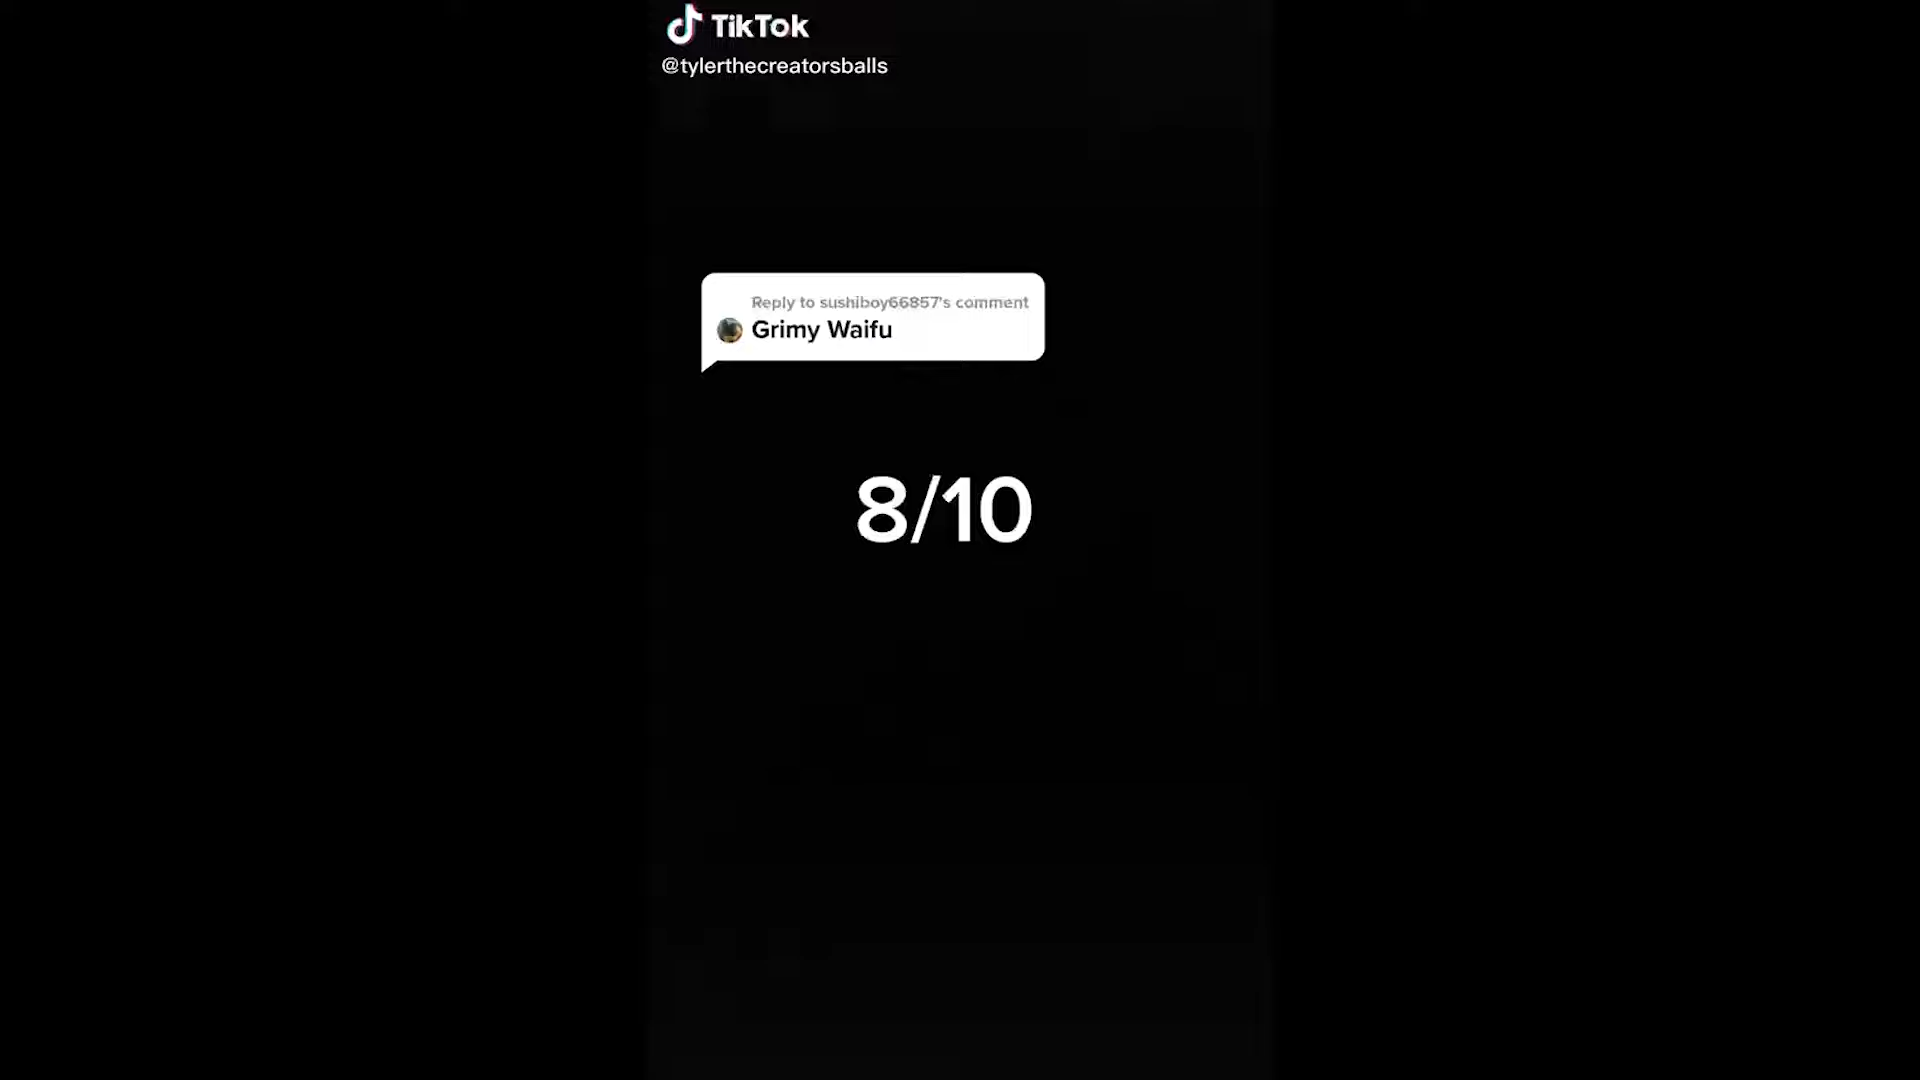 TikTok
@tylerthecreatorsballs
Reply to sushiboy66857's comment
Grimy Waifu
8/10